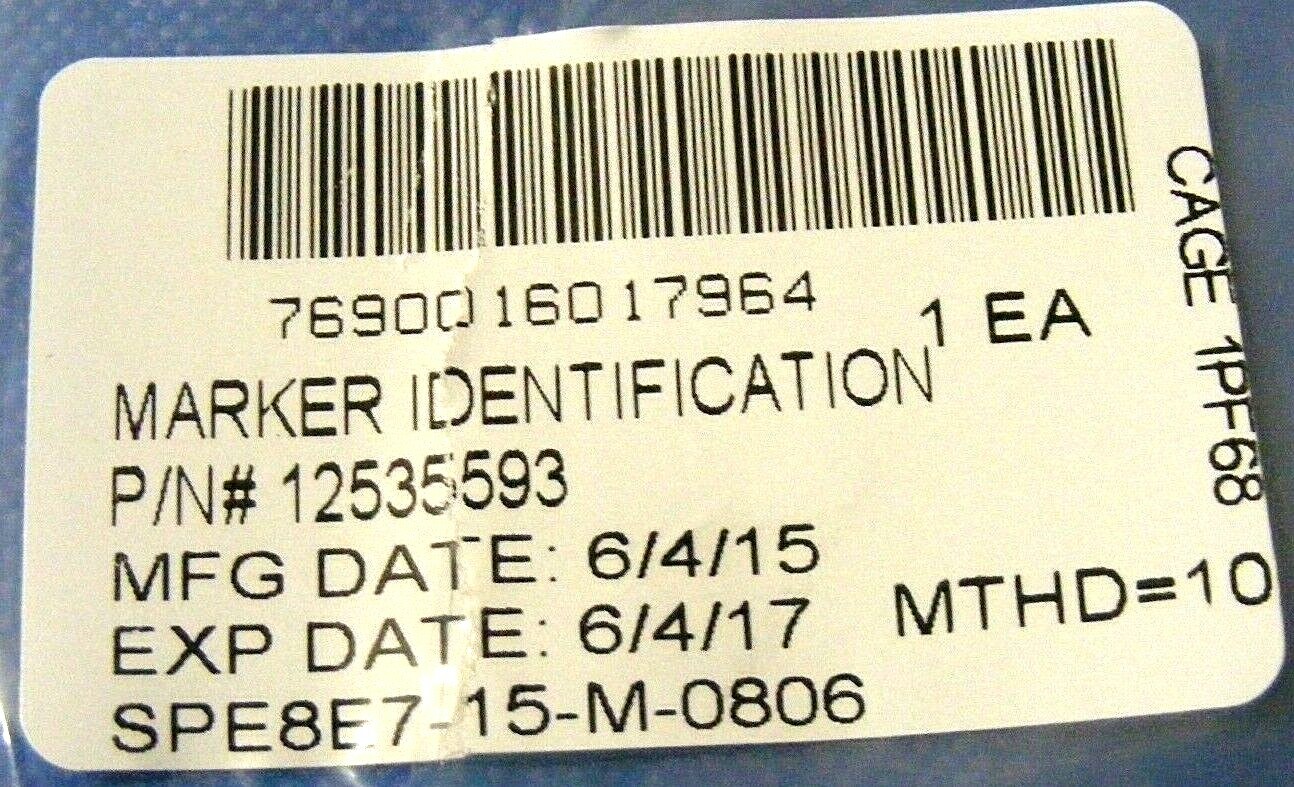 7690016017964
1 EA
MARKER IDENTIFICATION
P/N# 12535593
MFG DATE: 6/4/15
EXP DATE: 6/4/17
MTHD=10
SPE8E7-15-M-0806
CAGE 1PF68